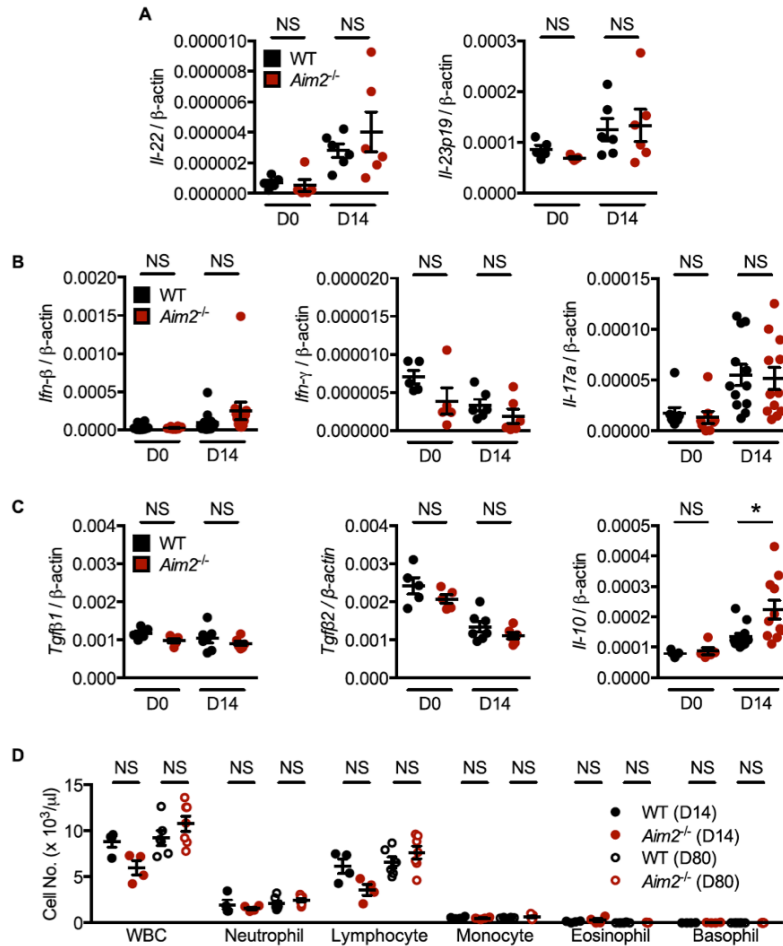 A
NS NS
WT
Aim2-/-
Il-22 / β-actin
0.000010
0.000008
0.000006
0.000004
0.000002
0.000000
D0 D14
NS NS
Il-23p19 / β-actin
0.0003
0.0002
0.0001
0.0000
D0 D14
B
NS NS
WT
Aim2-/-
Ifn-β / β-actin
0.0020
0.0015
0.0010
0.0005
0.0000
D0 D14
NS NS
Ifn-γ / β-actin
0.000020
0.000015
0.000010
0.000005
0.000000
D0 D14
NS NS
Il-17a / β-actin
0.00015
0.00010
0.00005
0.00000
D0 D14
C
NS NS
WT
Aim2-/-
Tgfβ1 / β-actin
0.004
0.003
0.002
0.001
0.000
D0 D14
NS NS
Tgfβ2 / β-actin
0.004
0.003
0.002
0.001
0.000
D0 D14
NS *
Il-10 / β-actin
0.0005
0.0004
0.0003
0.0002
0.0001
0.0000
D0 D14
D
NS NS NS NS NS NS NS NS NS NS NS NS
Cell No. (x 10³/μl)
15
10
5
0
WT (D14)
Aim2-/- (D14)
WT (D80)
Aim2-/- (D80)
WBC Neutrophil Lymphocyte Monocyte Eosinophil Basophil